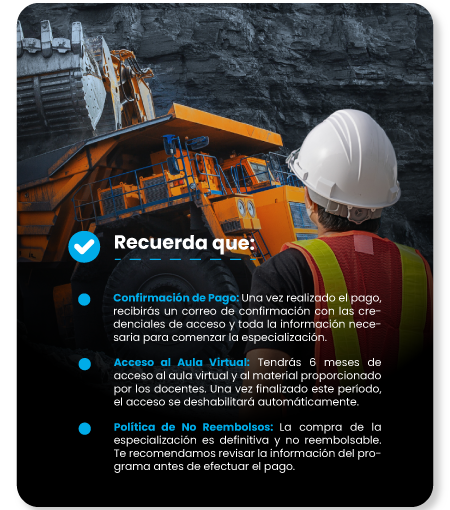 Recuerda que:
Confirmación de Pago: Una vez realizado el pago,
recibirás un correo de confirmación con las cre-
denciales de acceso y toda la información nece-
saria para comenzar la especialización.
Acceso al Aula Virtual: Tendrás 6 meses de
acceso al aula virtual y al material proporcionado
por los docentes. Una vez finalizado este período,
el acceso se deshabilitará automáticamente.
Política de No Reembolsos: La compra de la
especialización es definitiva y no reembolsable.
Te recomendamos revisar la información del pro-
grama antes de efectuar el pago.